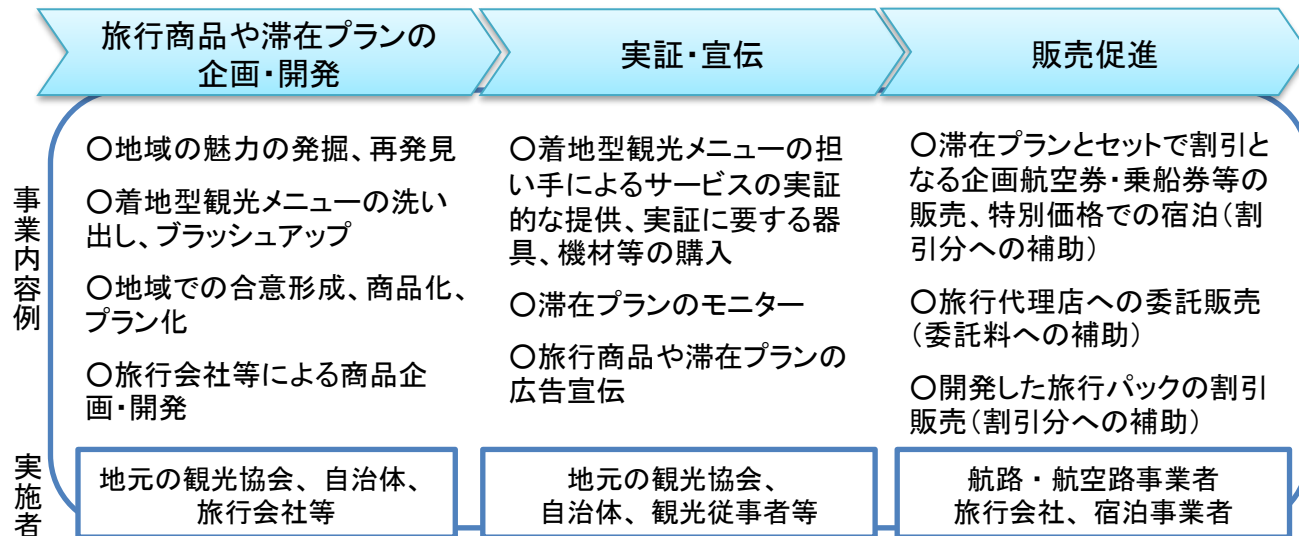 旅行商品や滞在プランの
企画・開発
実証・宣伝
販売促進
事業内容例
〇地域の魅力の発掘、再発見
〇着地型観光メニューの洗い
出し、ブラッシュアップ
〇地域での合意形成、商品化、
プラン化
〇旅行会社等による商品企
画・開発
〇着地型観光メニューの担
い手によるサービスの実証
的な提供、実証に要する器
具、機材等の購入
〇滞在プランのモニター
〇旅行商品や滞在プランの
広告宣伝
〇滞在プランとセットで割引と
なる企画航空券・乗船券等の
販売、特別価格での宿泊(割
引分への補助)
〇旅行代理店への委託販売
(委託料への補助)
〇開発した旅行パックの割引
販売(割引分への補助)
実施者
地元の観光協会、自治体、
旅行会社等
地元の観光協会、
自治体、観光従事者等
航路・航空路事業者
旅行会社、宿泊事業者